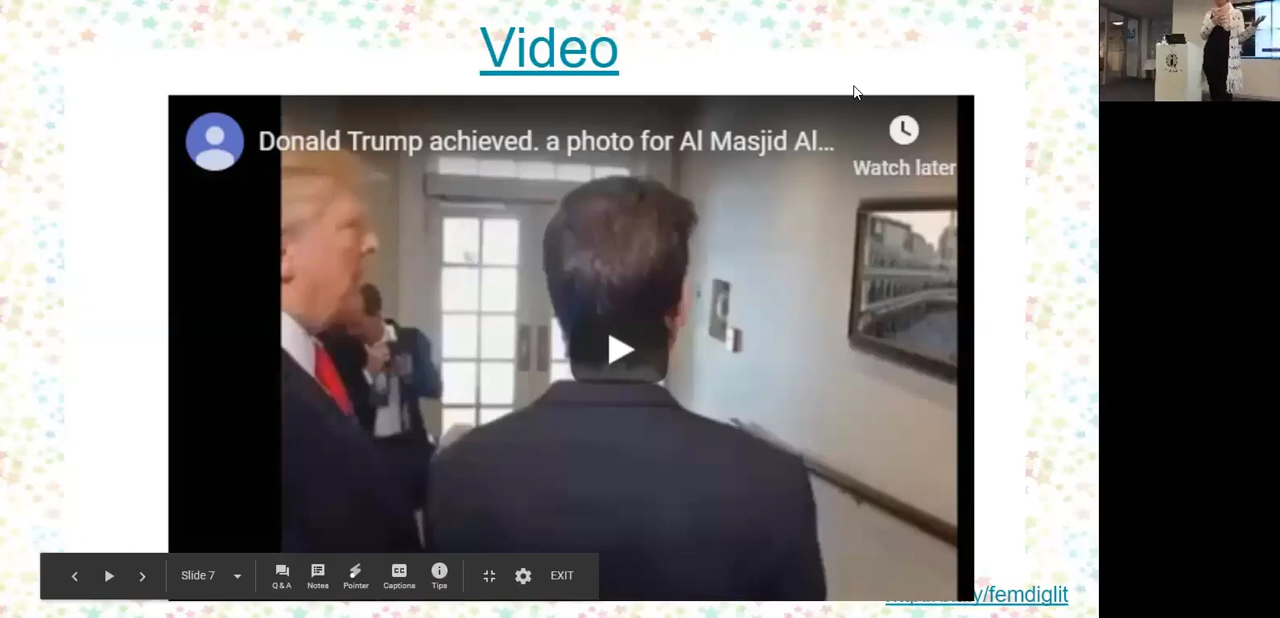 Video
Donald Trump achieved. a photo for Al Masjid Al...
Watch later
Slide 7
Q & A
Notes
Pointer
Captions
Tips
EXIT
y/femdiglit